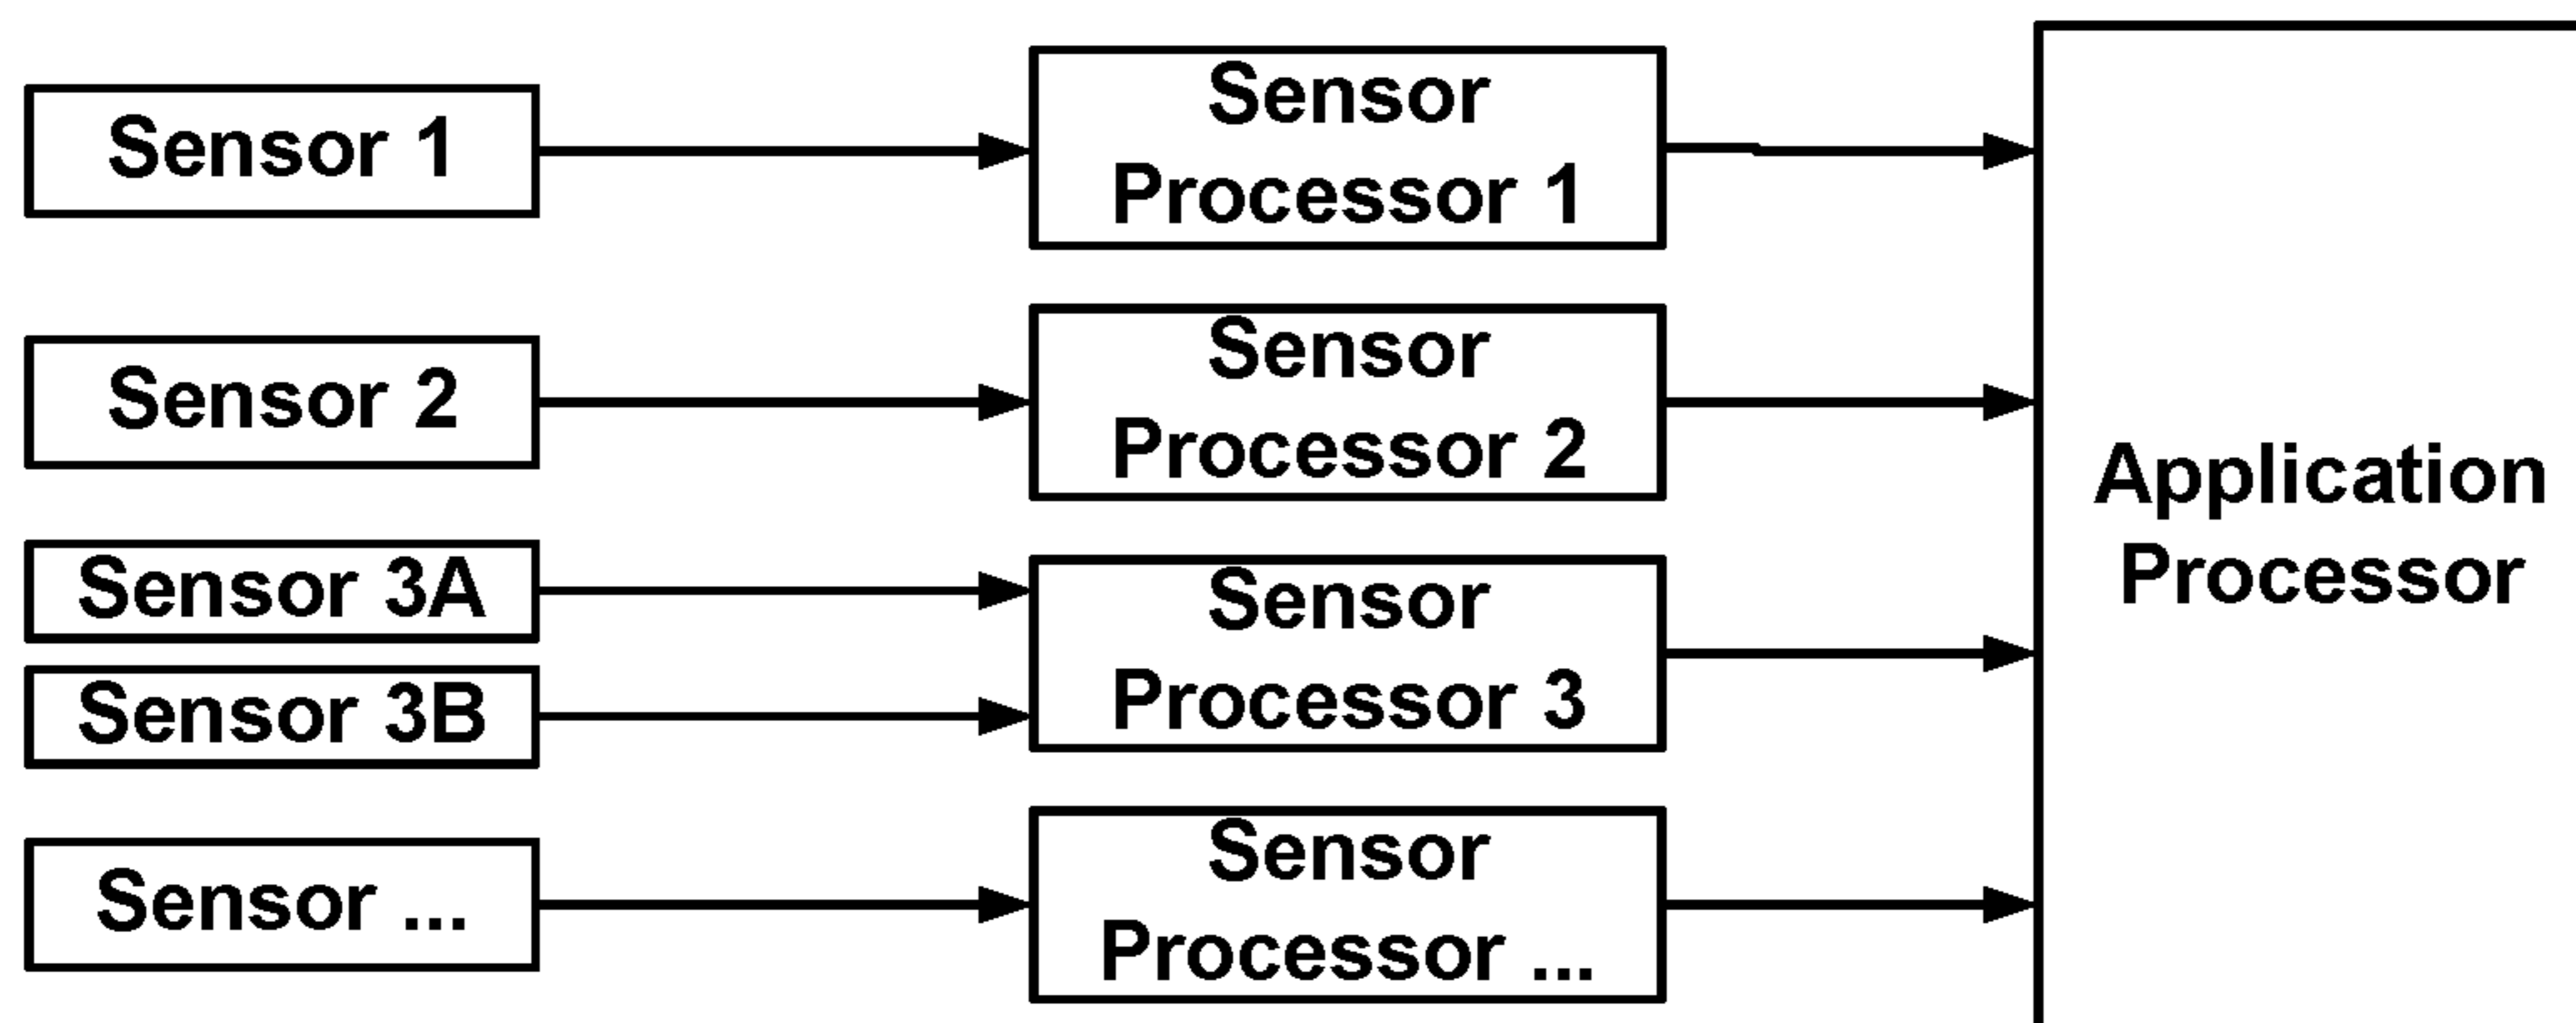 Sensor 1
Sensor
Processor 1
Sensor 2
Sensor
Processor 2
Sensor 3A
Sensor 3B
Sensor
Processor 3
Sensor ...
Sensor
Processor ...
Application
Processor